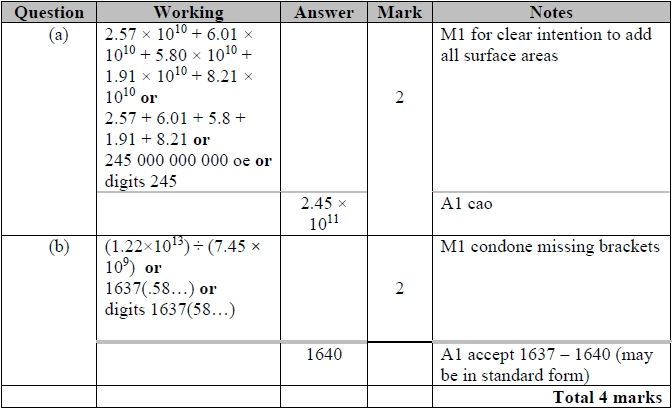 Question Working Answer Mark Notes
(a) 2.57 × 10¹⁰ + 6.01 × M1 for clear intention to add
10¹⁰ + 5.80 × 10¹⁰ + all surface areas
1.91 × 10¹⁰ + 8.21 ×
10¹⁰ or 2
2.57 + 6.01 + 5.8 +
1.91 + 8.21 or
245 000 000 000 oe or
digits 245
2.45 × A1 cao
10¹¹
(b) (1.22×10¹³) ÷ (7.45 × M1 condone missing brackets
10⁹) or
1637(.58…) or 2
digits 1637(58…)
1640 A1 accept 1637 – 1640 (may
be in standard form)
Total 4 marks